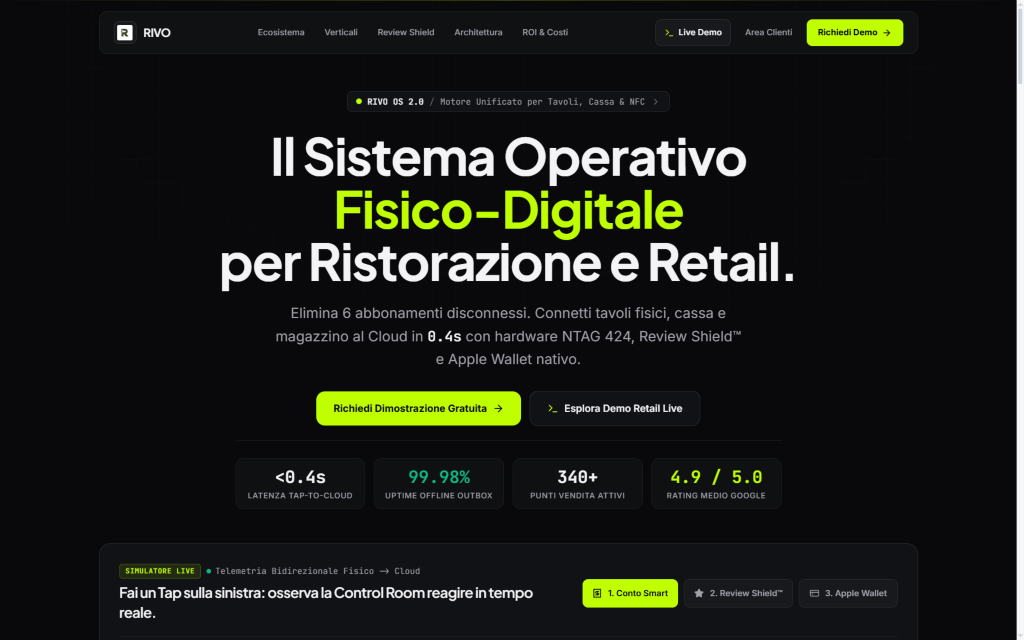 R RIVO
Ecosistema
Verticali
Review Shield
Architettura
ROI & Costi
Live Demo
Area Clienti
Richiedi Demo →
RIVO OS 2.0 / Motore Unificato per Tavoli, Cassa & NFC >
Il Sistema Operativo
Fisico-Digitale
per Ristorazione e Retail.
Elimina 6 abbonamenti disconnessi. Connetti tavoli fisici, cassa e
magazzino al Cloud in 0.4s con hardware NTAG 424, Review Shield™
e Apple Wallet nativo.
Richiedi Dimostrazione Gratuita →
Esplora Demo Retail Live
<0.4s
LATENZA TAP-TO-CLOUD
99.98%
UPTIME OFFLINE OUTBOX
340+
PUNTI VENDITA ATTIVI
4.9 / 5.0
RATING MEDIO GOOGLE
SIMULATORE LIVE
Telemetria Bidirezionale Fisico → Cloud
Fai un Tap sulla sinistra: osserva la Control Room reagire in tempo
reale.
1. Conto Smart
2. Review Shield™
3. Apple Wallet